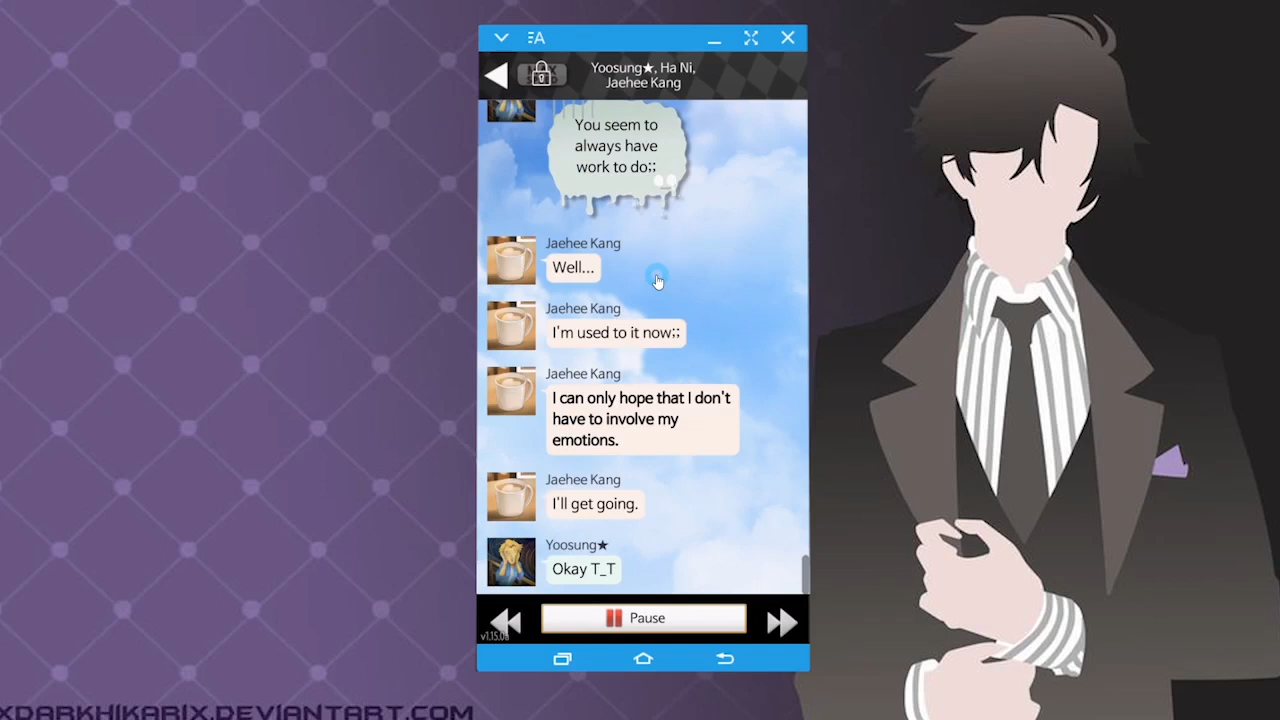 Yoosung★, Ha Ni,
Jaehee Kang
You seem to
always have
work to do;;
Jaehee Kang
Well...
Jaehee Kang
I'm used to it now;;
Jaehee Kang
I can only hope that I don't
have to involve my
emotions.
Jaehee Kang
I'll get going.
Yoosung★
Okay T_T
Pause
XDARKHIKARIX.DEVIANTART.COM